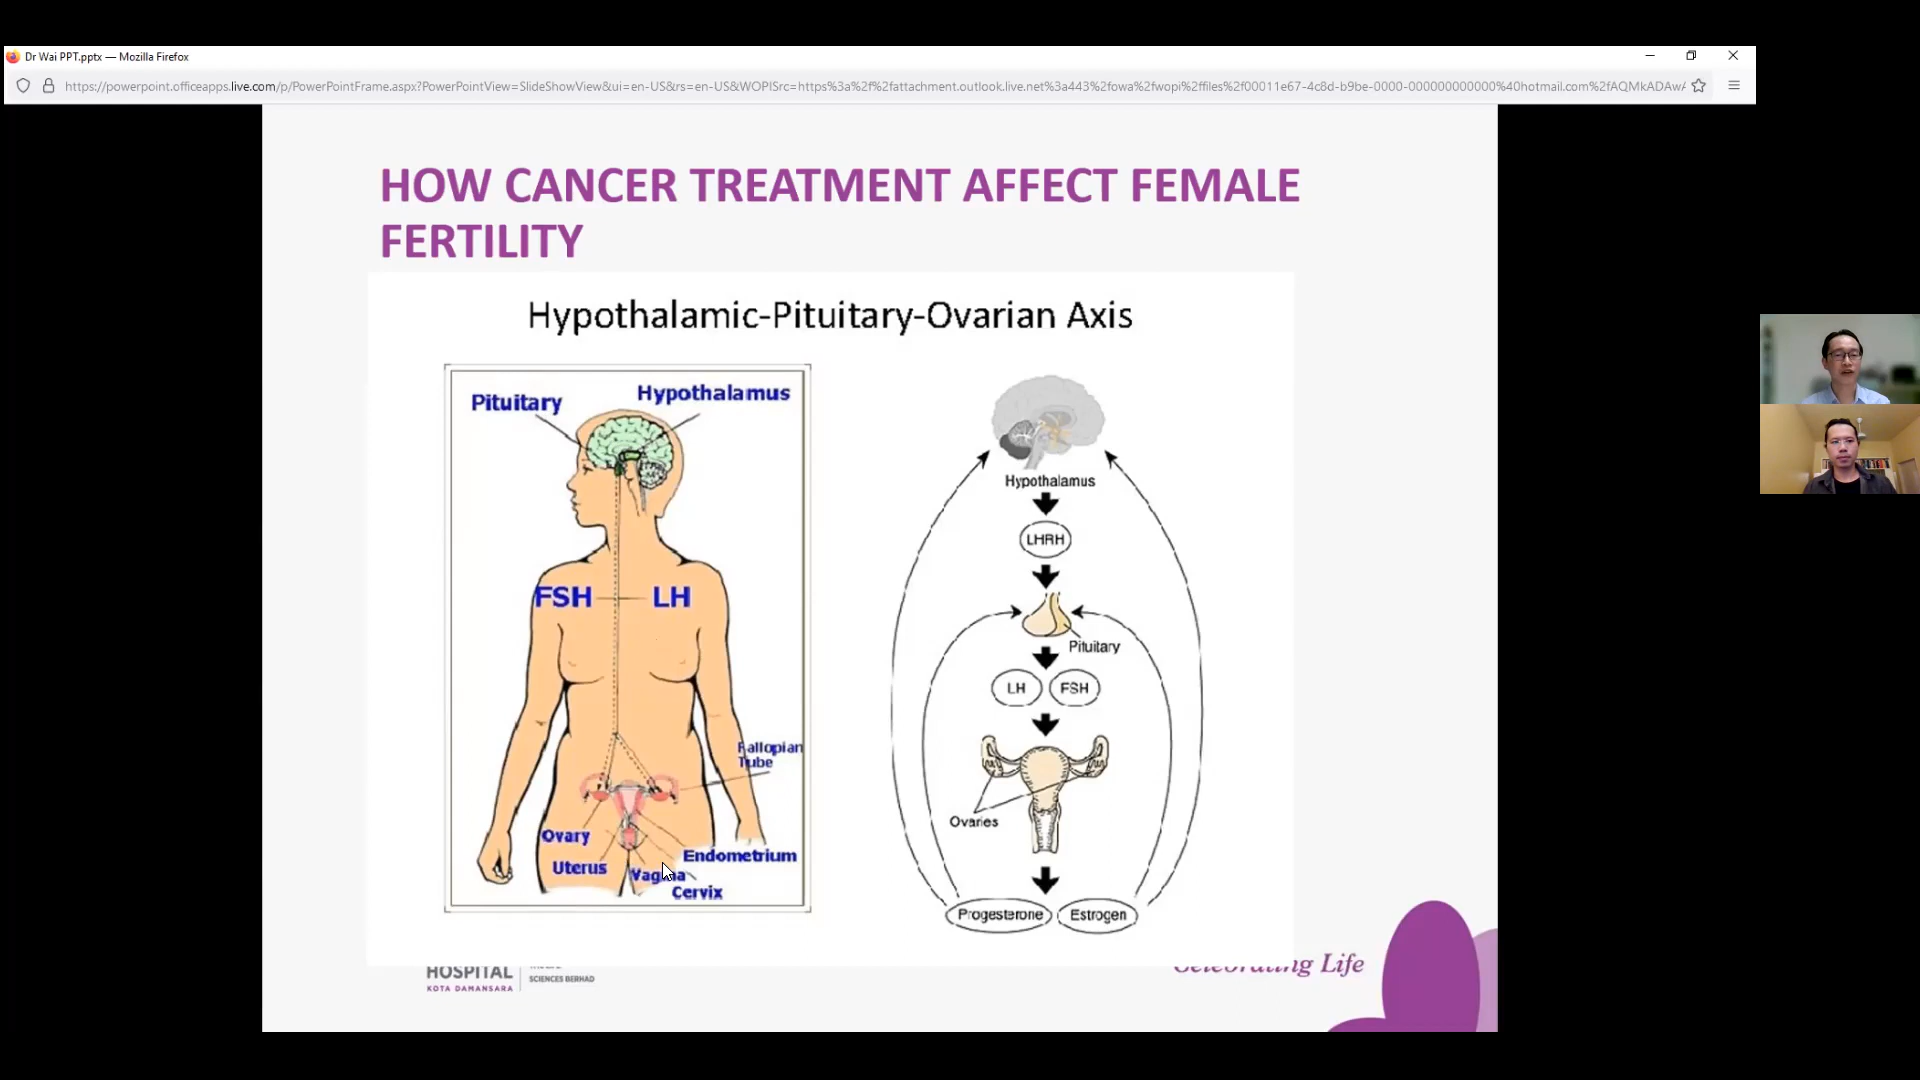 Dr Wai PPT.pptx — Mozilla Firefox
https://powerpoint.officeapps.live.com/p/PowerPointFrame.aspx?PowerPointView=SlideShowView&ui=en-US&rs=en-US&WOPISrc=https%3a%2f%2fattachment.outlook.live.net%3a443%2fowa%2fwopi%2ffiles%2f00011e67-4c8d-b9be-0000-000000000000%40hotmail.com%2fAQMkADAwA
HOW CANCER TREATMENT AFFECT FEMALE
FERTILITY
Hypothalamic-Pituitary-Ovarian Axis
Pituitary
Hypothalamus
FSH
LH
Fallopian
Tube
Ovary
Uterus
Endometrium
Vagina
Cervix
Hypothalamus
LHRH
Pituitary
LH
FSH
Ovaries
Progesterone
Estrogen
HOSPITAL
KOTA DAMANSARA
SCIENCES BERHAD
Celebrating Life